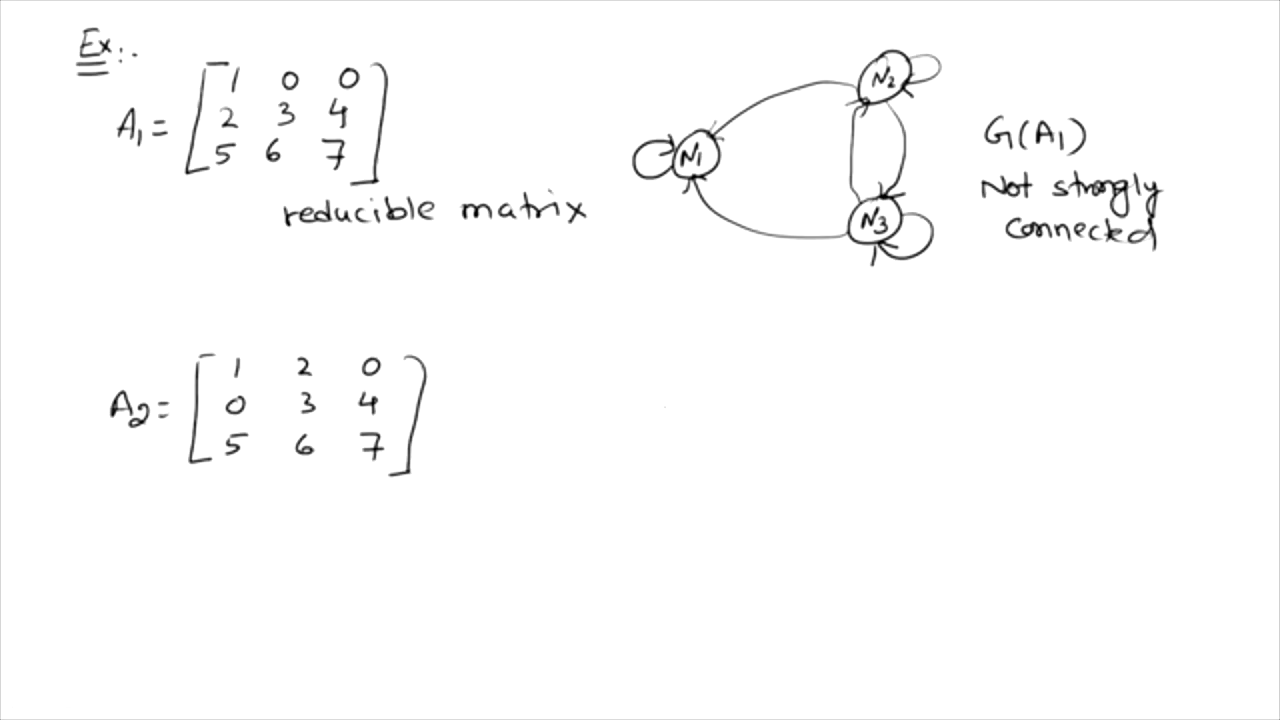 Ex:.
A1 = [ 1 0 0
2 3 4
5 6 7 ]
reducible matrix
N1
N2
N3
G(A1)
Not strongly
connected
A2 = [ 1 2 0
0 3 4
5 6 7 ]